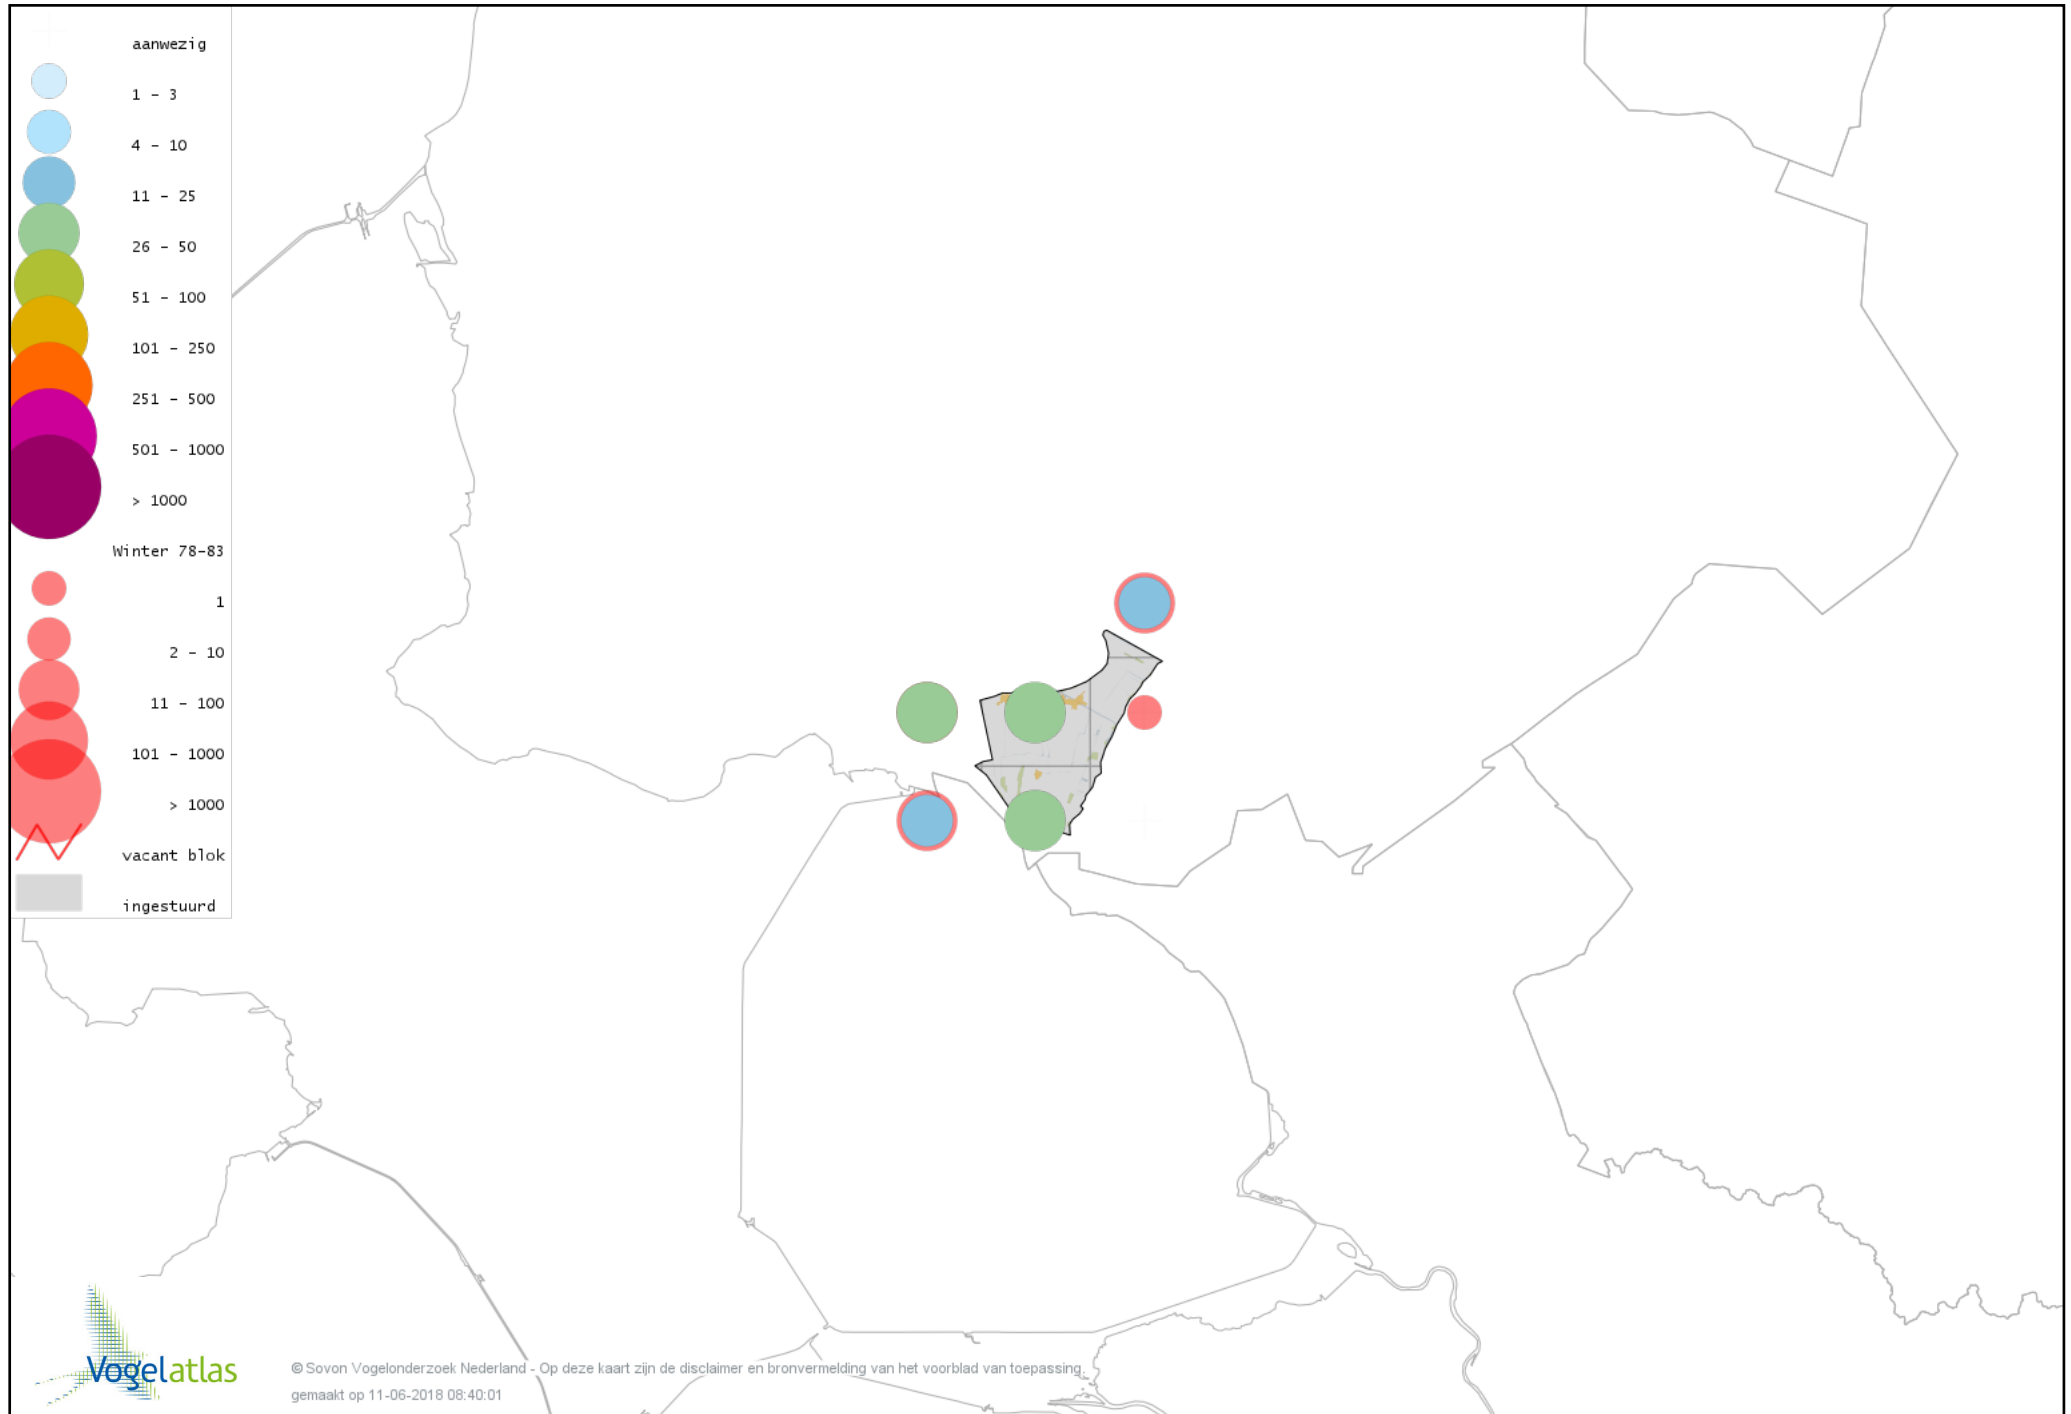 aanwezig
1 - 3
4 - 10
11 - 25
26 - 50
51 - 100
101 - 250
251 - 500
501 - 1000
> 1000
Winter 78-83
1
2 - 10
11 - 100
101 - 1000
> 1000
vacant blok
ingestuurd
Vogelatlas
© Sovon Vogelonderzoek Nederland - Op deze kaart zijn de disclaimer en bronvermelding van het voorblad van toepassing.
gemaakt op 11-06-2018 08:40:01